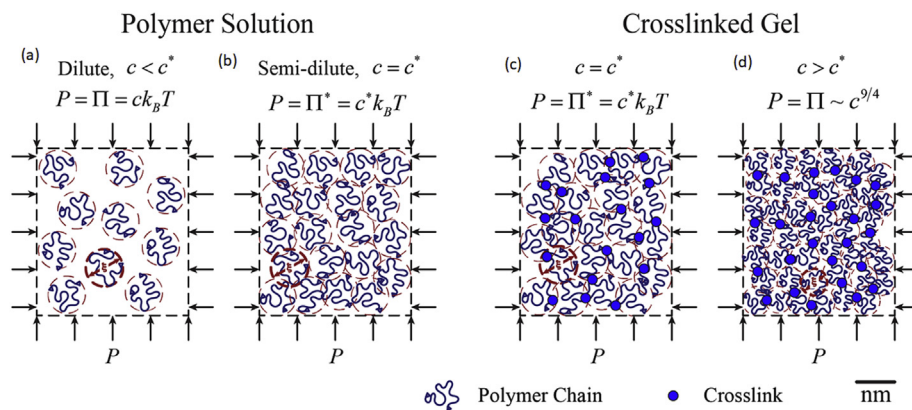 Polymer Solution
Crosslinked Gel
(a)
Dilute, c < c*
P = Π = ck_BT
(b)
Semi-dilute, c = c*
P = Π* = c*k_BT
(c)
c = c*
P = Π* = c*k_BT
(d)
c > c*
P = Π ~ c^{9/4}
ξ
ξ
ξ
ξ
P
P
P
P
Polymer Chain
Crosslink
nm